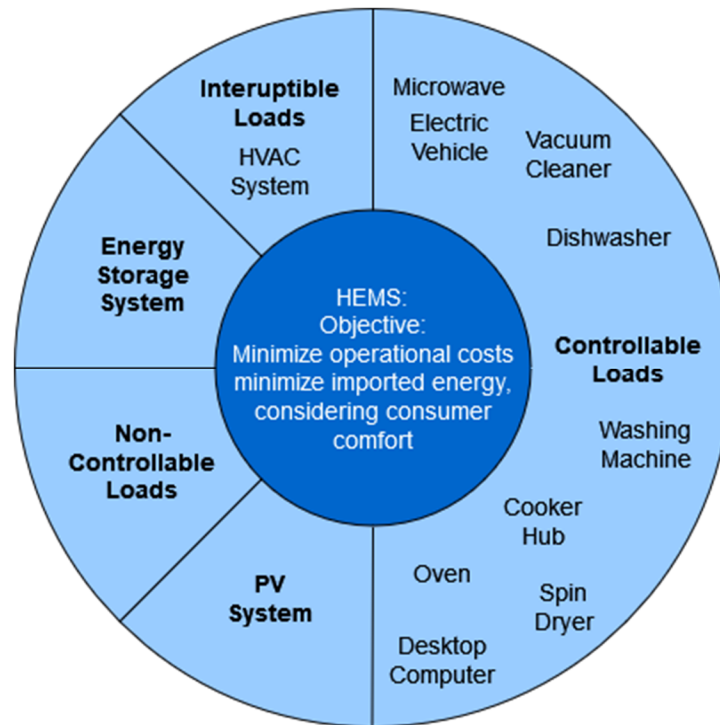 Interuptible
Loads
HVAC
System
Energy
Storage
System
Non-
Controllable
Loads
PV
System
HEMS:
Objective:
Minimize operational costs
minimize imported energy,
considering consumer
comfort
Microwave
Electric
Vehicle
Vacuum
Cleaner
Dishwasher
Controllable
Loads
Washing
Machine
Cooker
Hub
Oven
Spin
Dryer
Desktop
Computer